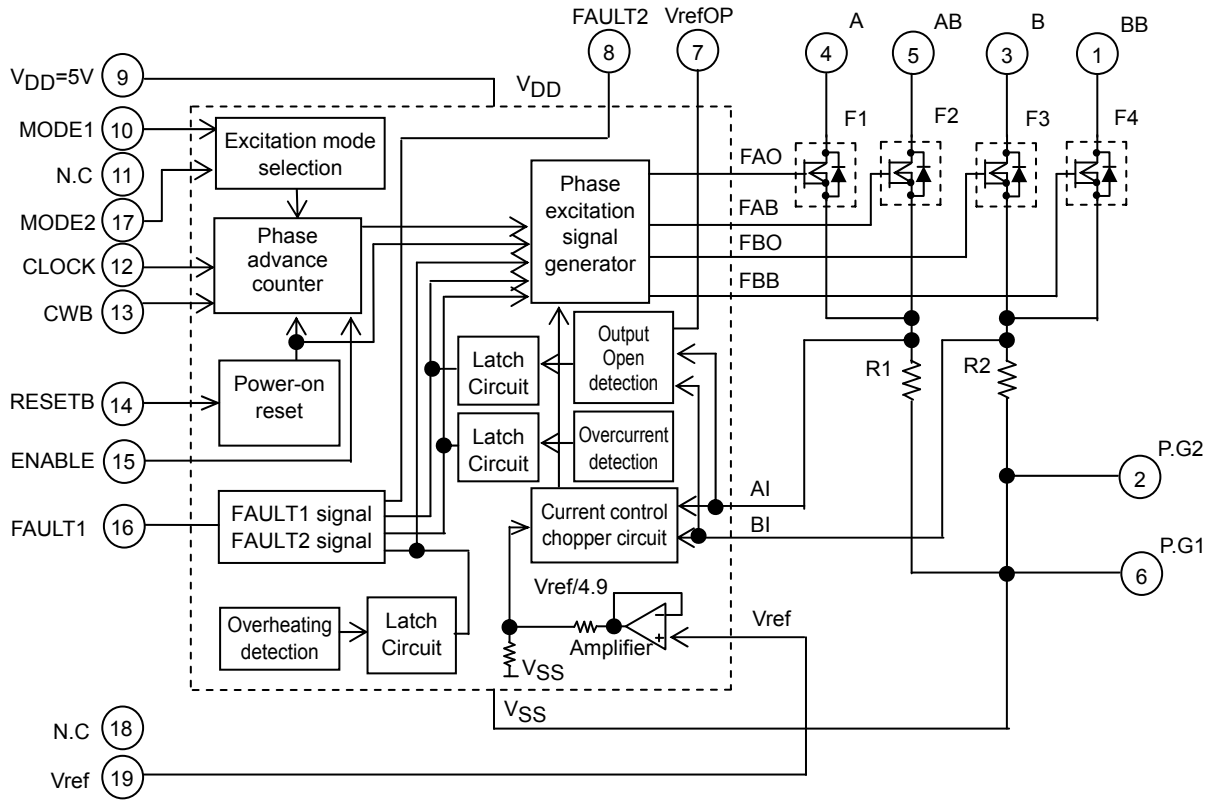 FAULT2
VrefOP
A
AB
B
BB
8
7
4
5
3
1
VDD=5V
9
VDD
MODE1
10
N.C
11
MODE2
17
CLOCK
12
CWB
13
RESETB
14
ENABLE
15
FAULT1
16
Excitation mode
selection
Phase
advance
counter
Power-on
reset
FAULT1 signal
FAULT2 signal
Overheating
detection
Latch
Circuit
Phase
excitation
signal
generator
Latch
Circuit
Output
Open
detection
Latch
Circuit
Overcurrent
detection
Current control
chopper circuit
Vref/4.9
Amplifier
VSS
FAO
FAB
FBO
FBB
F1
F2
F3
F4
R1
R2
AI
BI
Vref
P.G2
2
P.G1
6
VSS
N.C
18
Vref
19